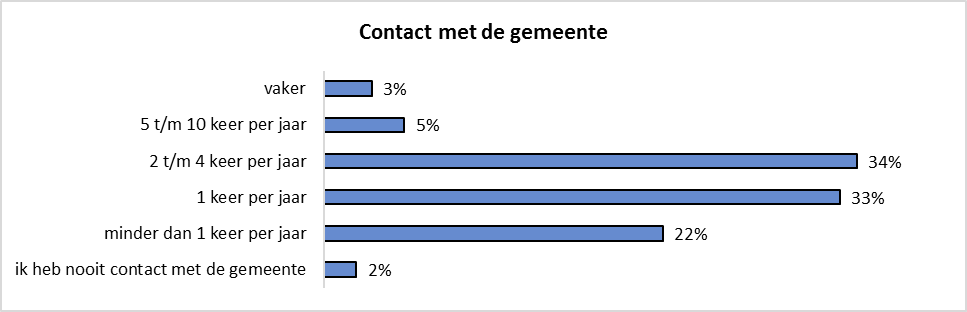 Contact met de gemeente
vaker 3%
5 t/m 10 keer per jaar 5%
2 t/m 4 keer per jaar 34%
1 keer per jaar 33%
minder dan 1 keer per jaar 22%
ik heb nooit contact met de gemeente 2%